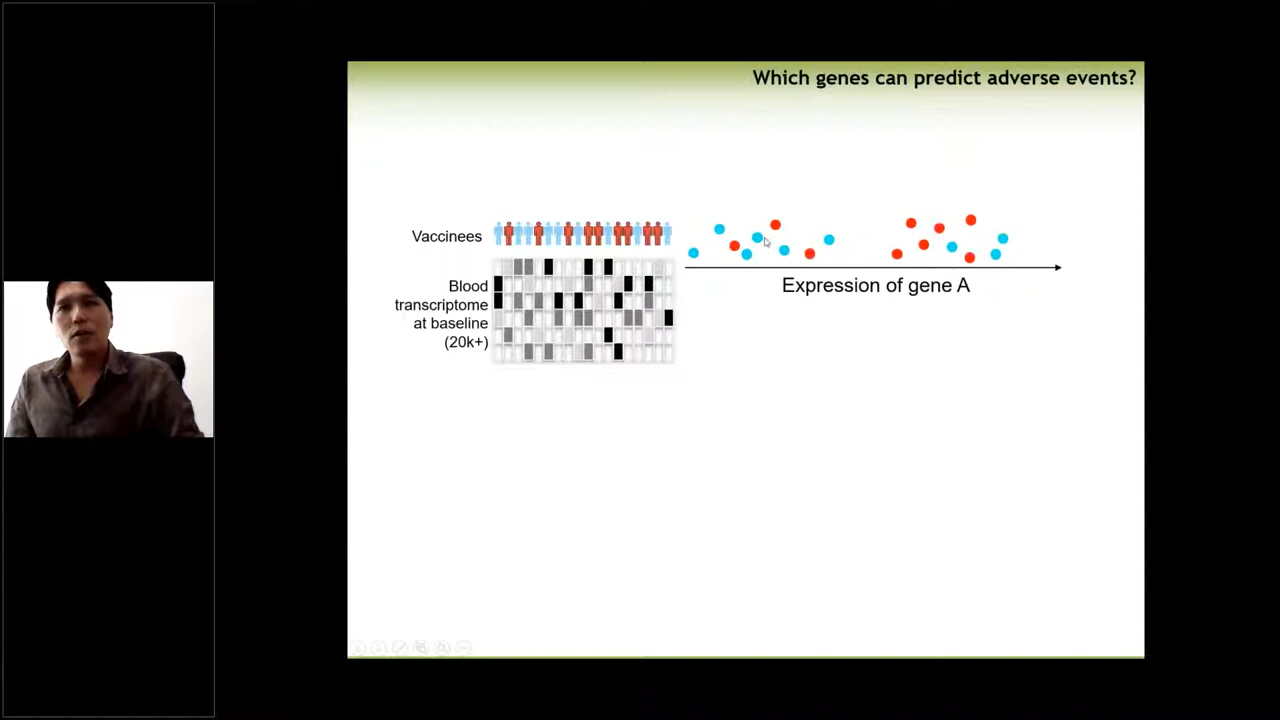 Which genes can predict adverse events?
Vaccinees
Blood
transcriptome
at baseline
(20k+)
Expression of gene A